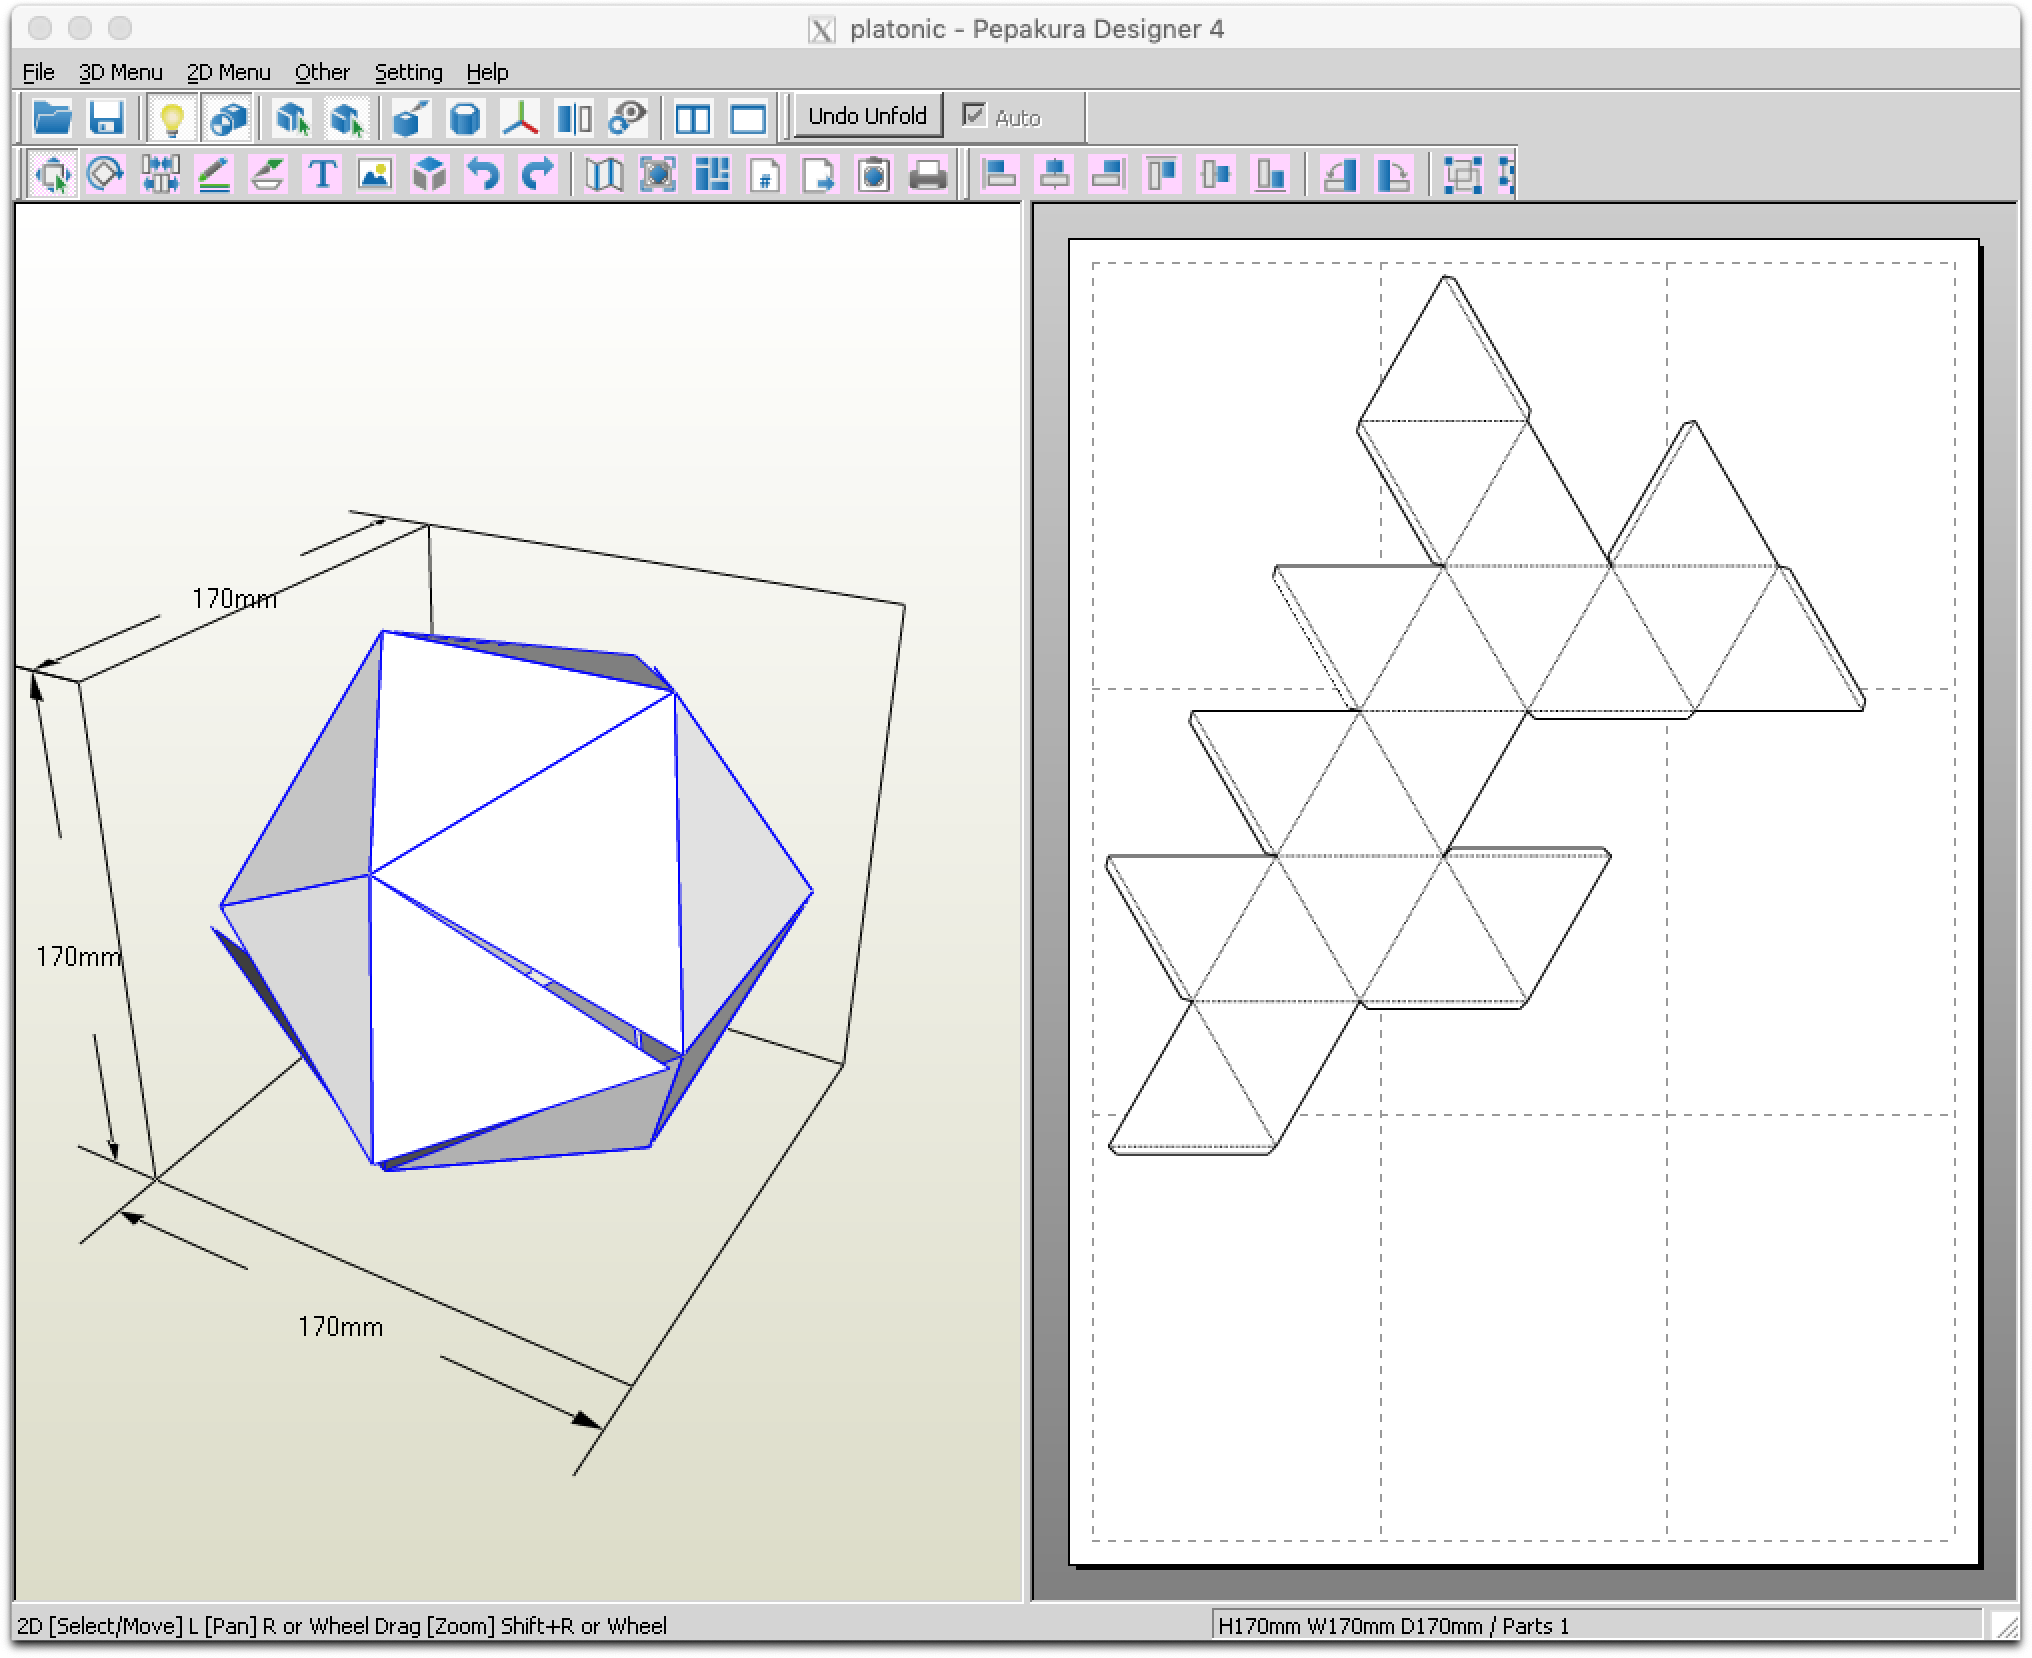 platonic - Pepakura Designer 4
File 3D Menu 2D Menu Other Setting Help
Undo Unfold Auto
T
#
170mm
170mm
170mm
2D [Select/Move] L [Pan] R or Wheel Drag [Zoom] Shift+R or Wheel
H170mm W170mm D170mm / Parts 1